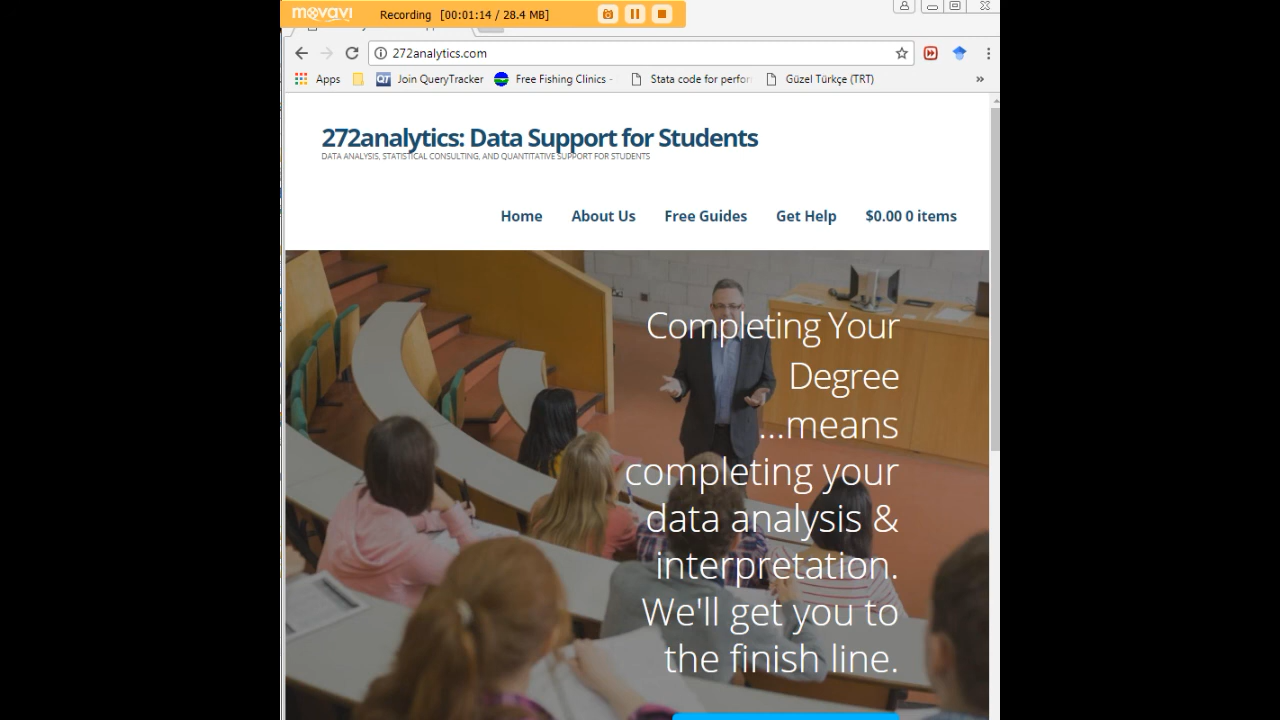 movavi Recording [00:01:14 / 28.4 MB]
272analytics.com
Apps QT Join QueryTracker Free Fishing Clinics - Stata code for perfor Güzel Türkçe (TRT) »
272analytics: Data Support for Students
DATA ANALYSIS, STATISTICAL CONSULTING, AND QUANTITATIVE SUPPORT FOR STUDENTS
Home About Us Free Guides Get Help $0.00 0 items
Completing Your
Degree
...means
completing your
data analysis &
interpretation.
We'll get you to
the finish line.